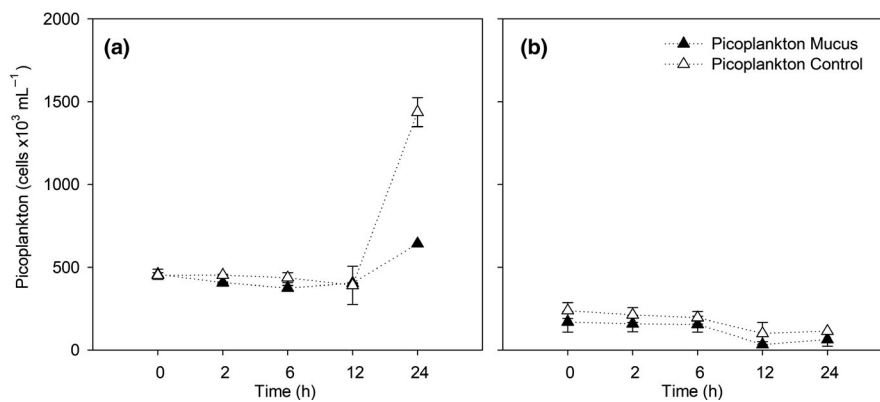 (a)
(b)
Picoplankton Mucus
Picoplankton Control
Picoplankton (cells x10³ mL⁻¹)
2000
1500
1000
500
0
0 2 6 12 24
0 2 6 12 24
Time (h)
Time (h)